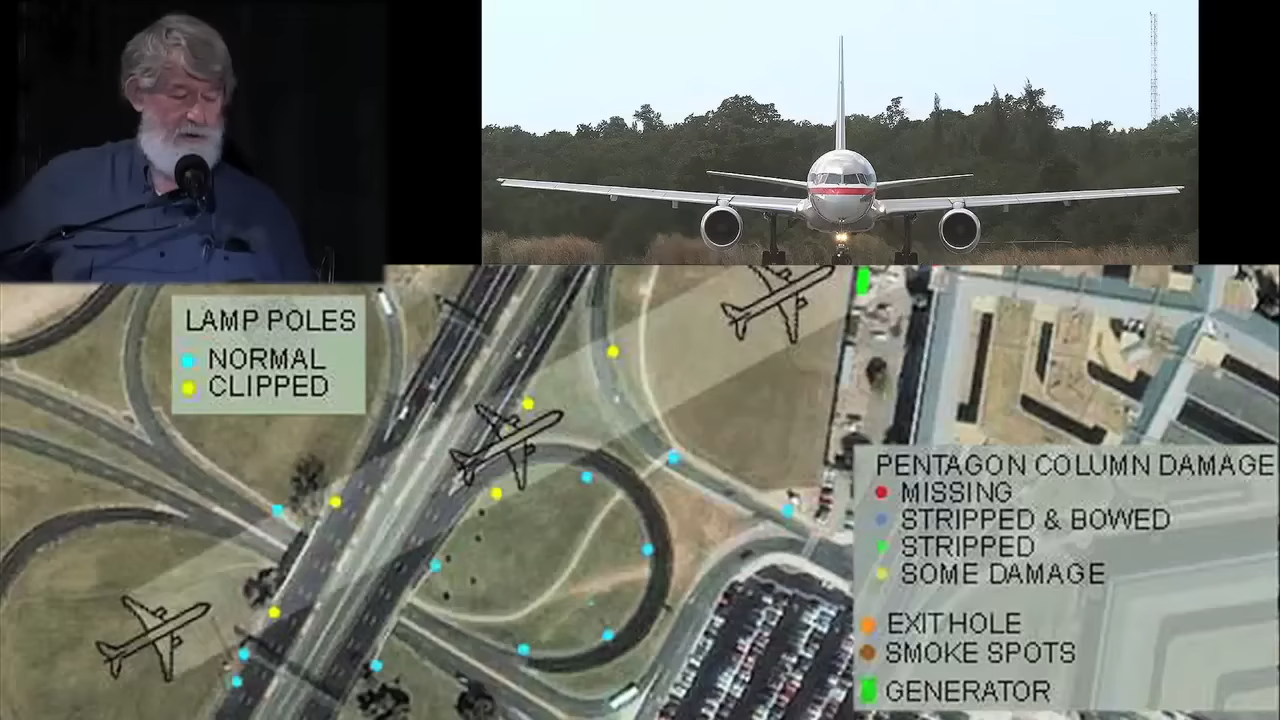 LAMP POLES
NORMAL
CLIPPED
PENTAGON COLUMN DAMAGE
MISSING
STRIPPED & BOWED
STRIPPED
SOME DAMAGE
EXIT HOLE
SMOKE SPOTS
GENERATOR